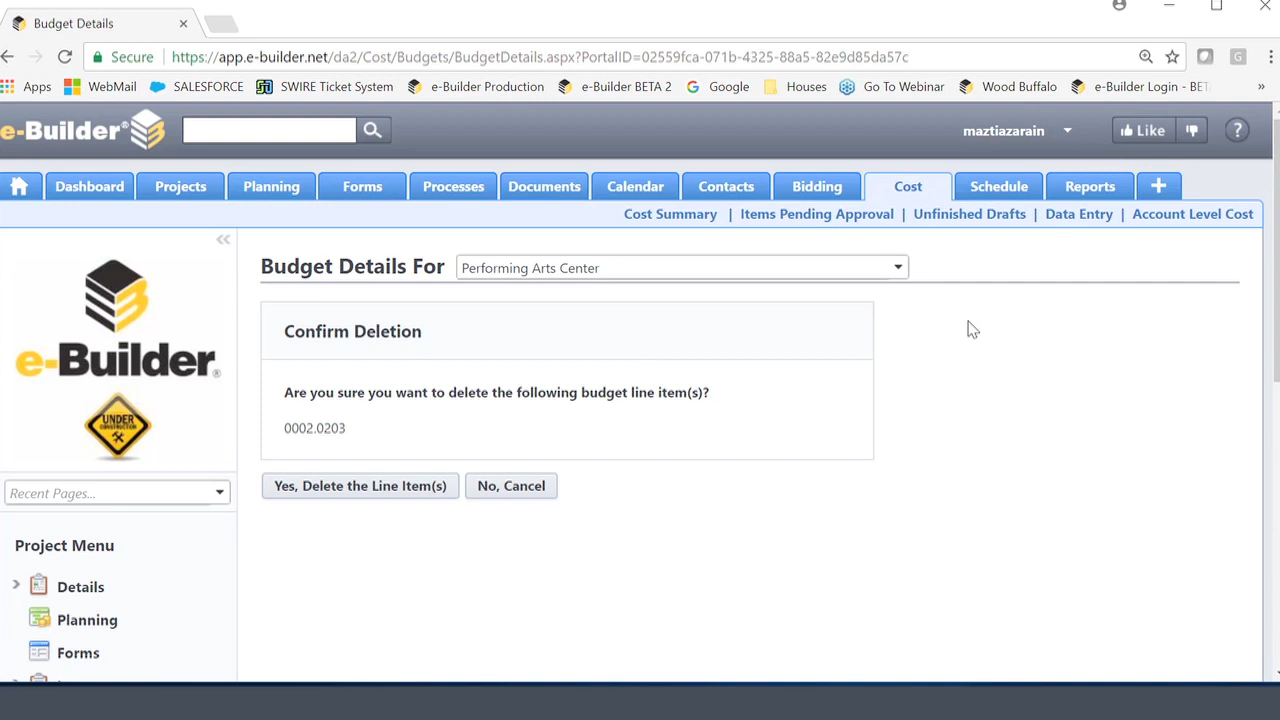 Budget Details
Secure https://app.e-builder.net/da2/Cost/Budgets/BudgetDetails.aspx?PortalID=02559fca-071b-4325-88a5-82e9d85da57c
Apps WebMail SALESFORCE SWIRE Ticket System e-Builder Production e-Builder BETA 2 Google Houses Go To Webinar Wood Buffalo e-Builder Login - BETA »
e-Builder® maztiazarain Like ?
Dashboard Projects Planning Forms Processes Documents Calendar Contacts Bidding Cost Schedule Reports +
Cost Summary | Items Pending Approval | Unfinished Drafts | Data Entry | Account Level Cost
Budget Details For Performing Arts Center
e-Builder®
UNDER
CONSTRUCTION
Confirm Deletion
Are you sure you want to delete the following budget line item(s)?
0002.0203
Yes, Delete the Line Item(s) No, Cancel
Recent Pages...
Project Menu
Details
Planning
Forms